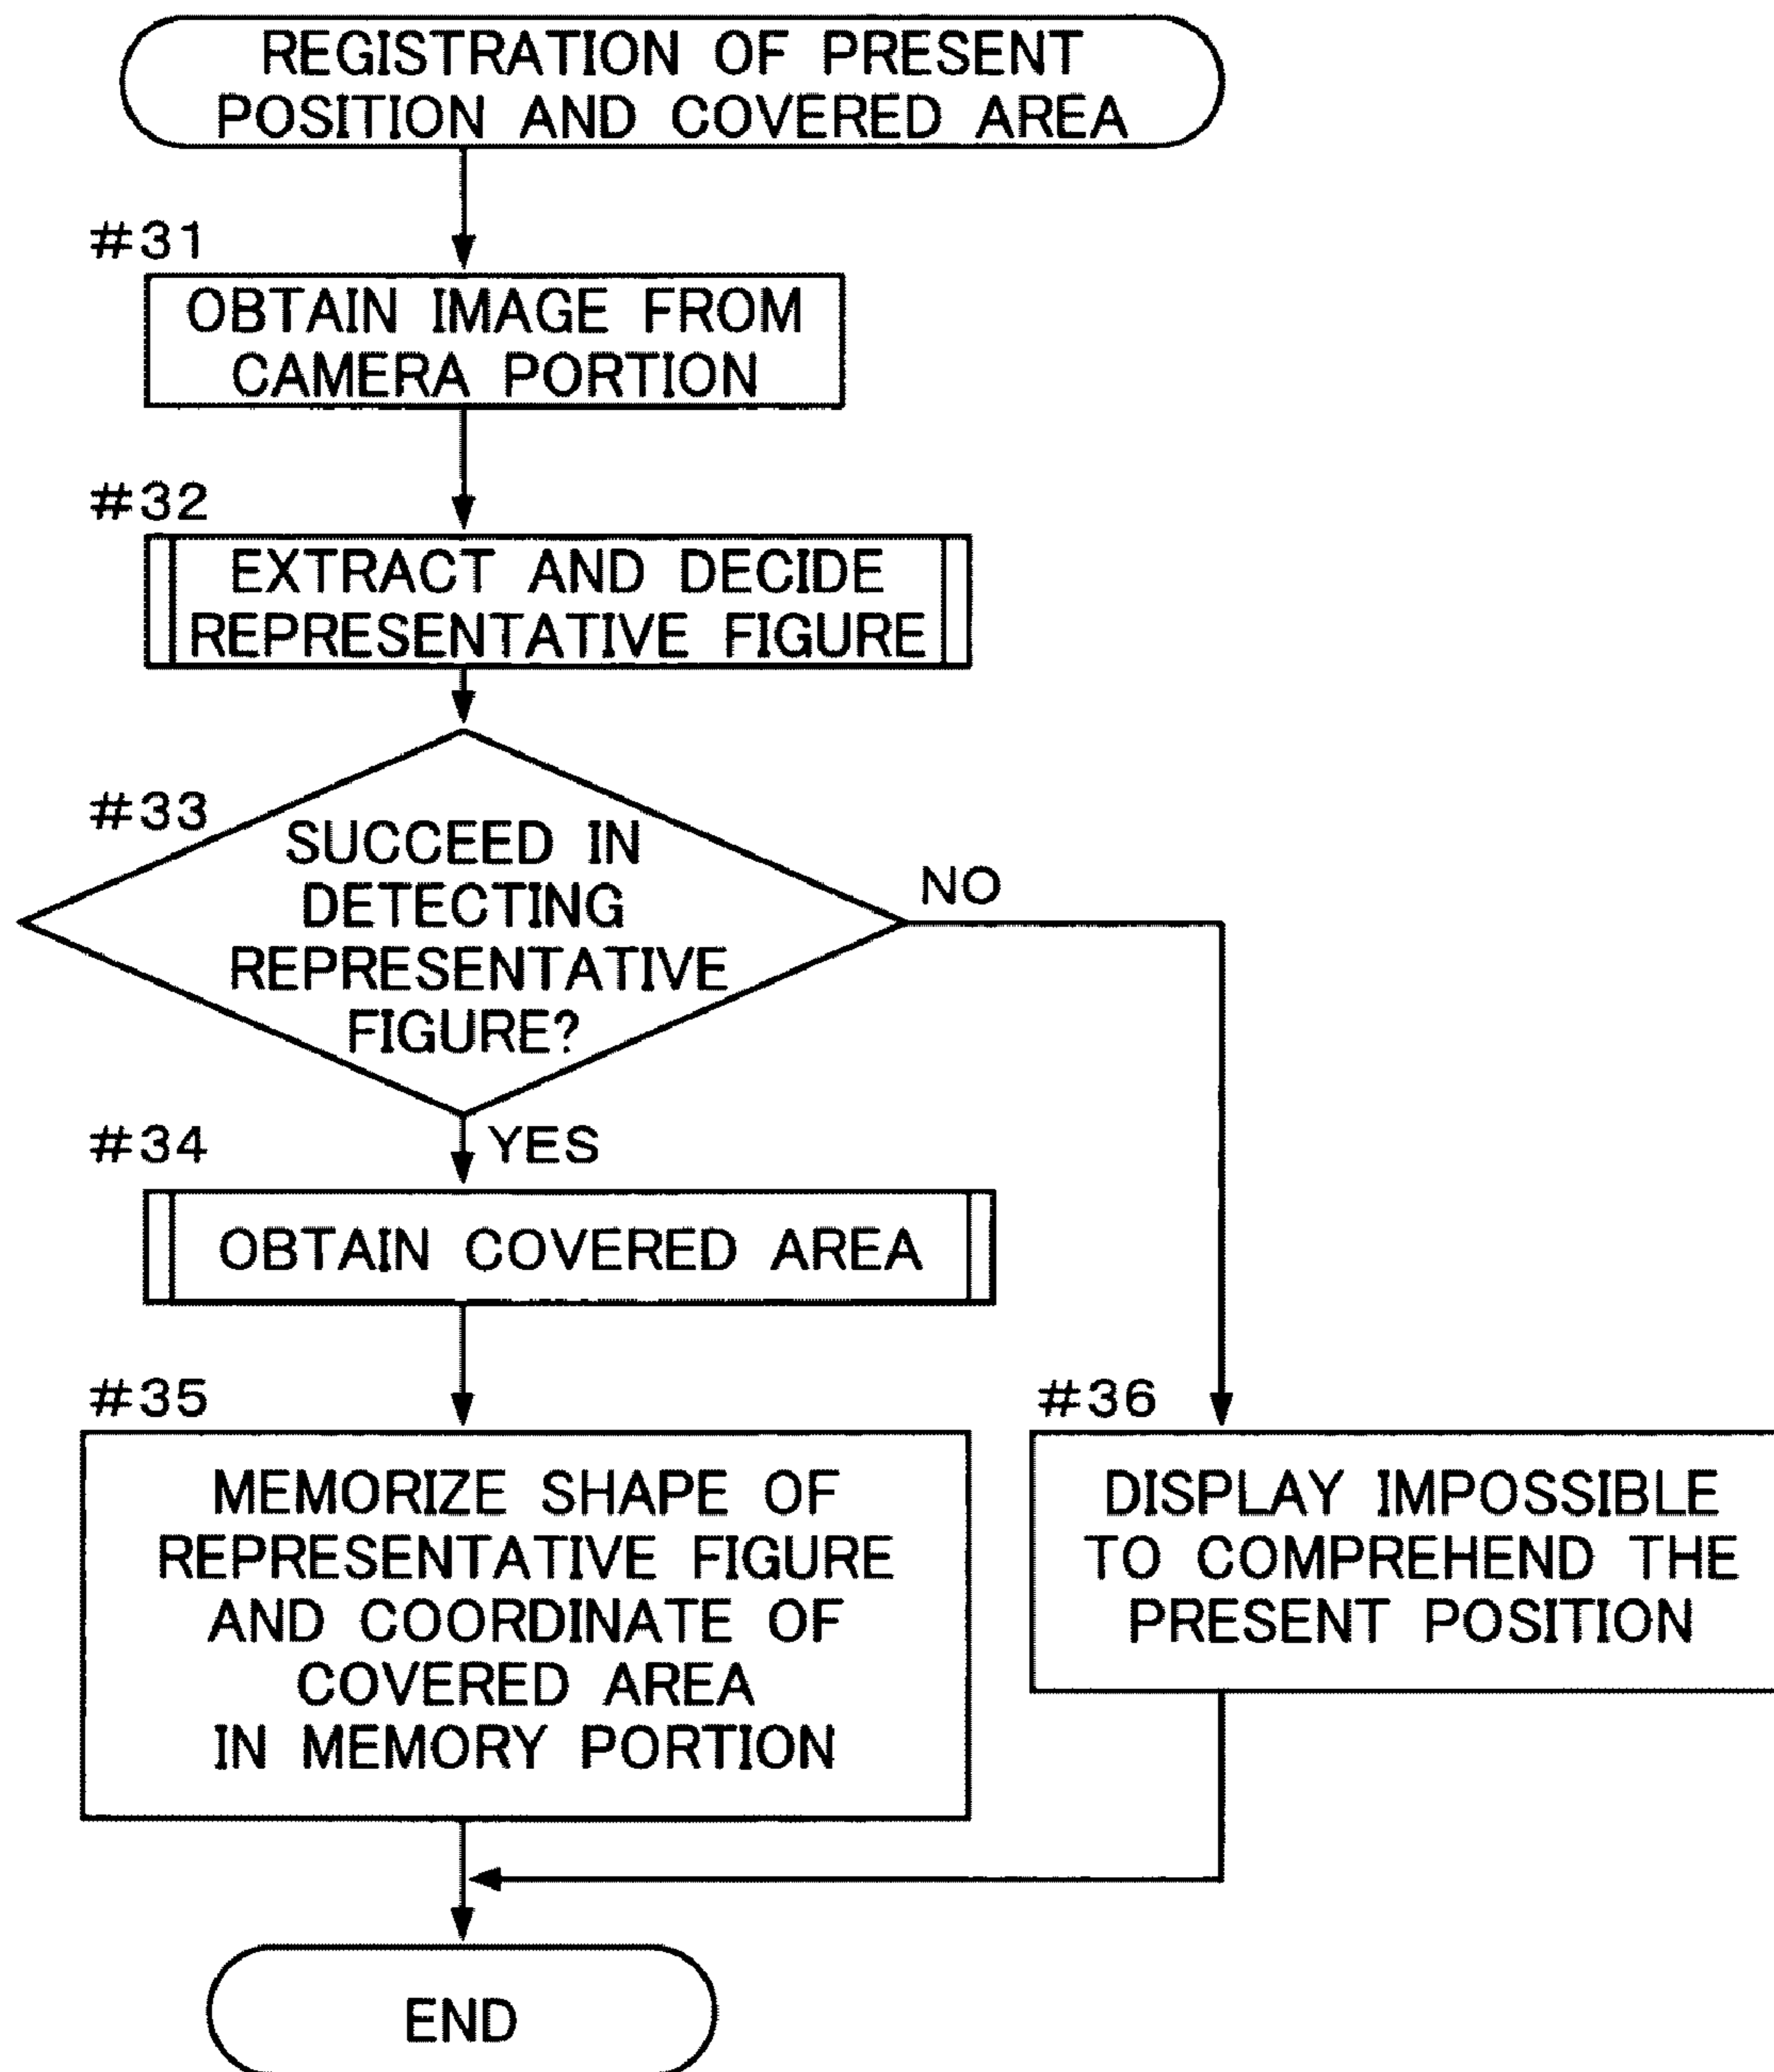 REGISTRATION OF PRESENT
POSITION AND COVERED AREA
#31
OBTAIN IMAGE FROM
CAMERA PORTION
#32
EXTRACT AND DECIDE
REPRESENTATIVE FIGURE
#33
SUCCEED IN
DETECTING
REPRESENTATIVE
FIGURE?
NO
YES
#34
OBTAIN COVERED AREA
#35
MEMORIZE SHAPE OF
REPRESENTATIVE FIGURE
AND COORDINATE OF
COVERED AREA
IN MEMORY PORTION
#36
DISPLAY IMPOSSIBLE
TO COMPREHEND THE
PRESENT POSITION
END